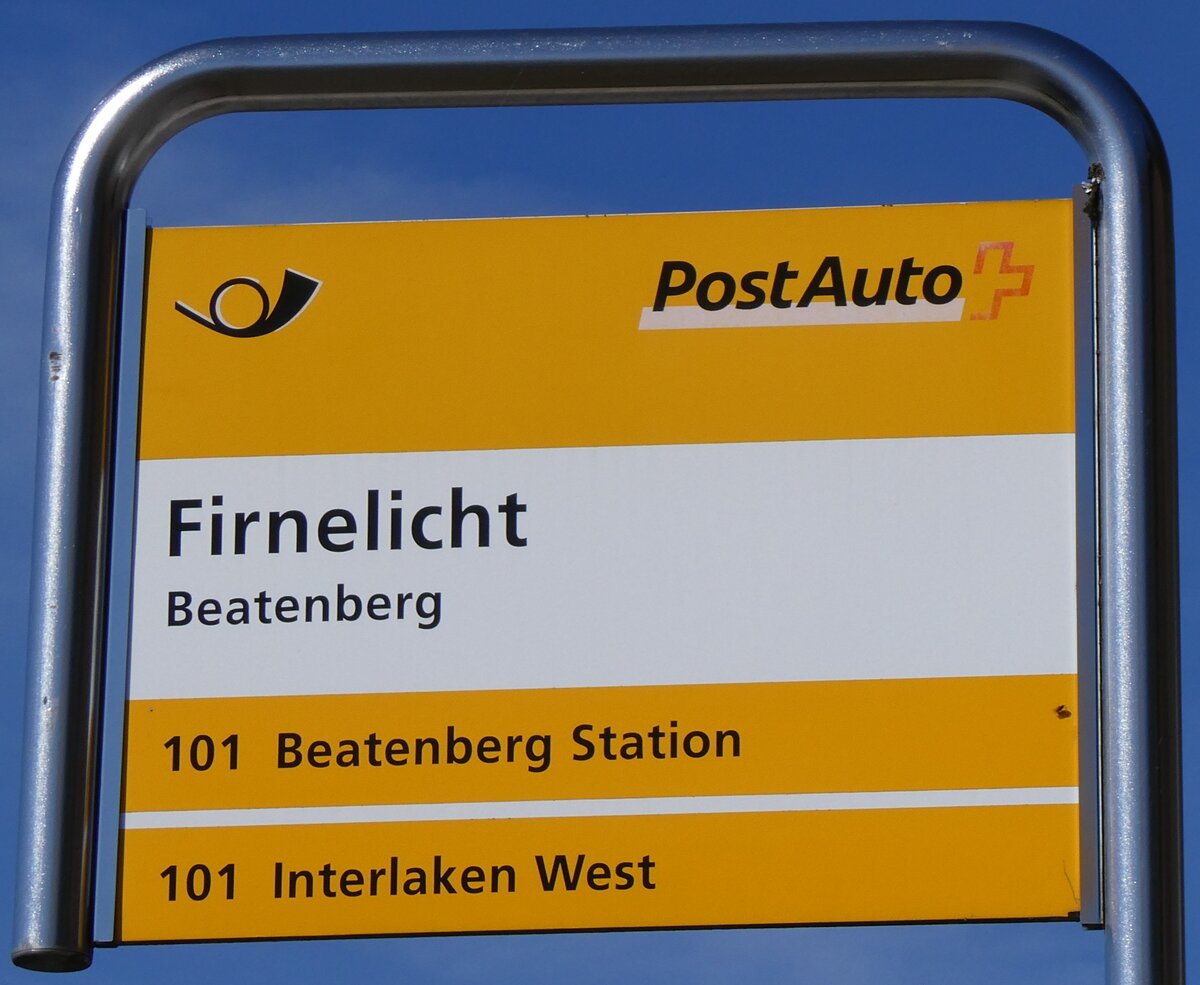 PostAuto
Firnelicht
Beatenberg
101 Beatenberg Station
101 Interlaken West